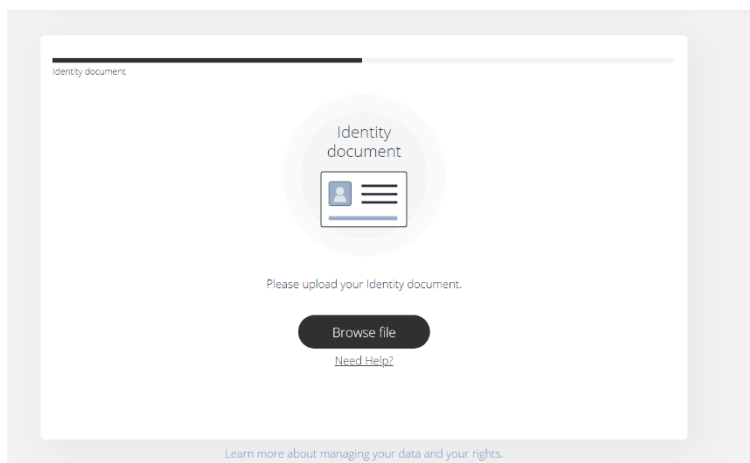 Identity document
Identity
document
Please upload your Identity document.
Browse file
Need Help?
Learn more about managing your data and your rights.